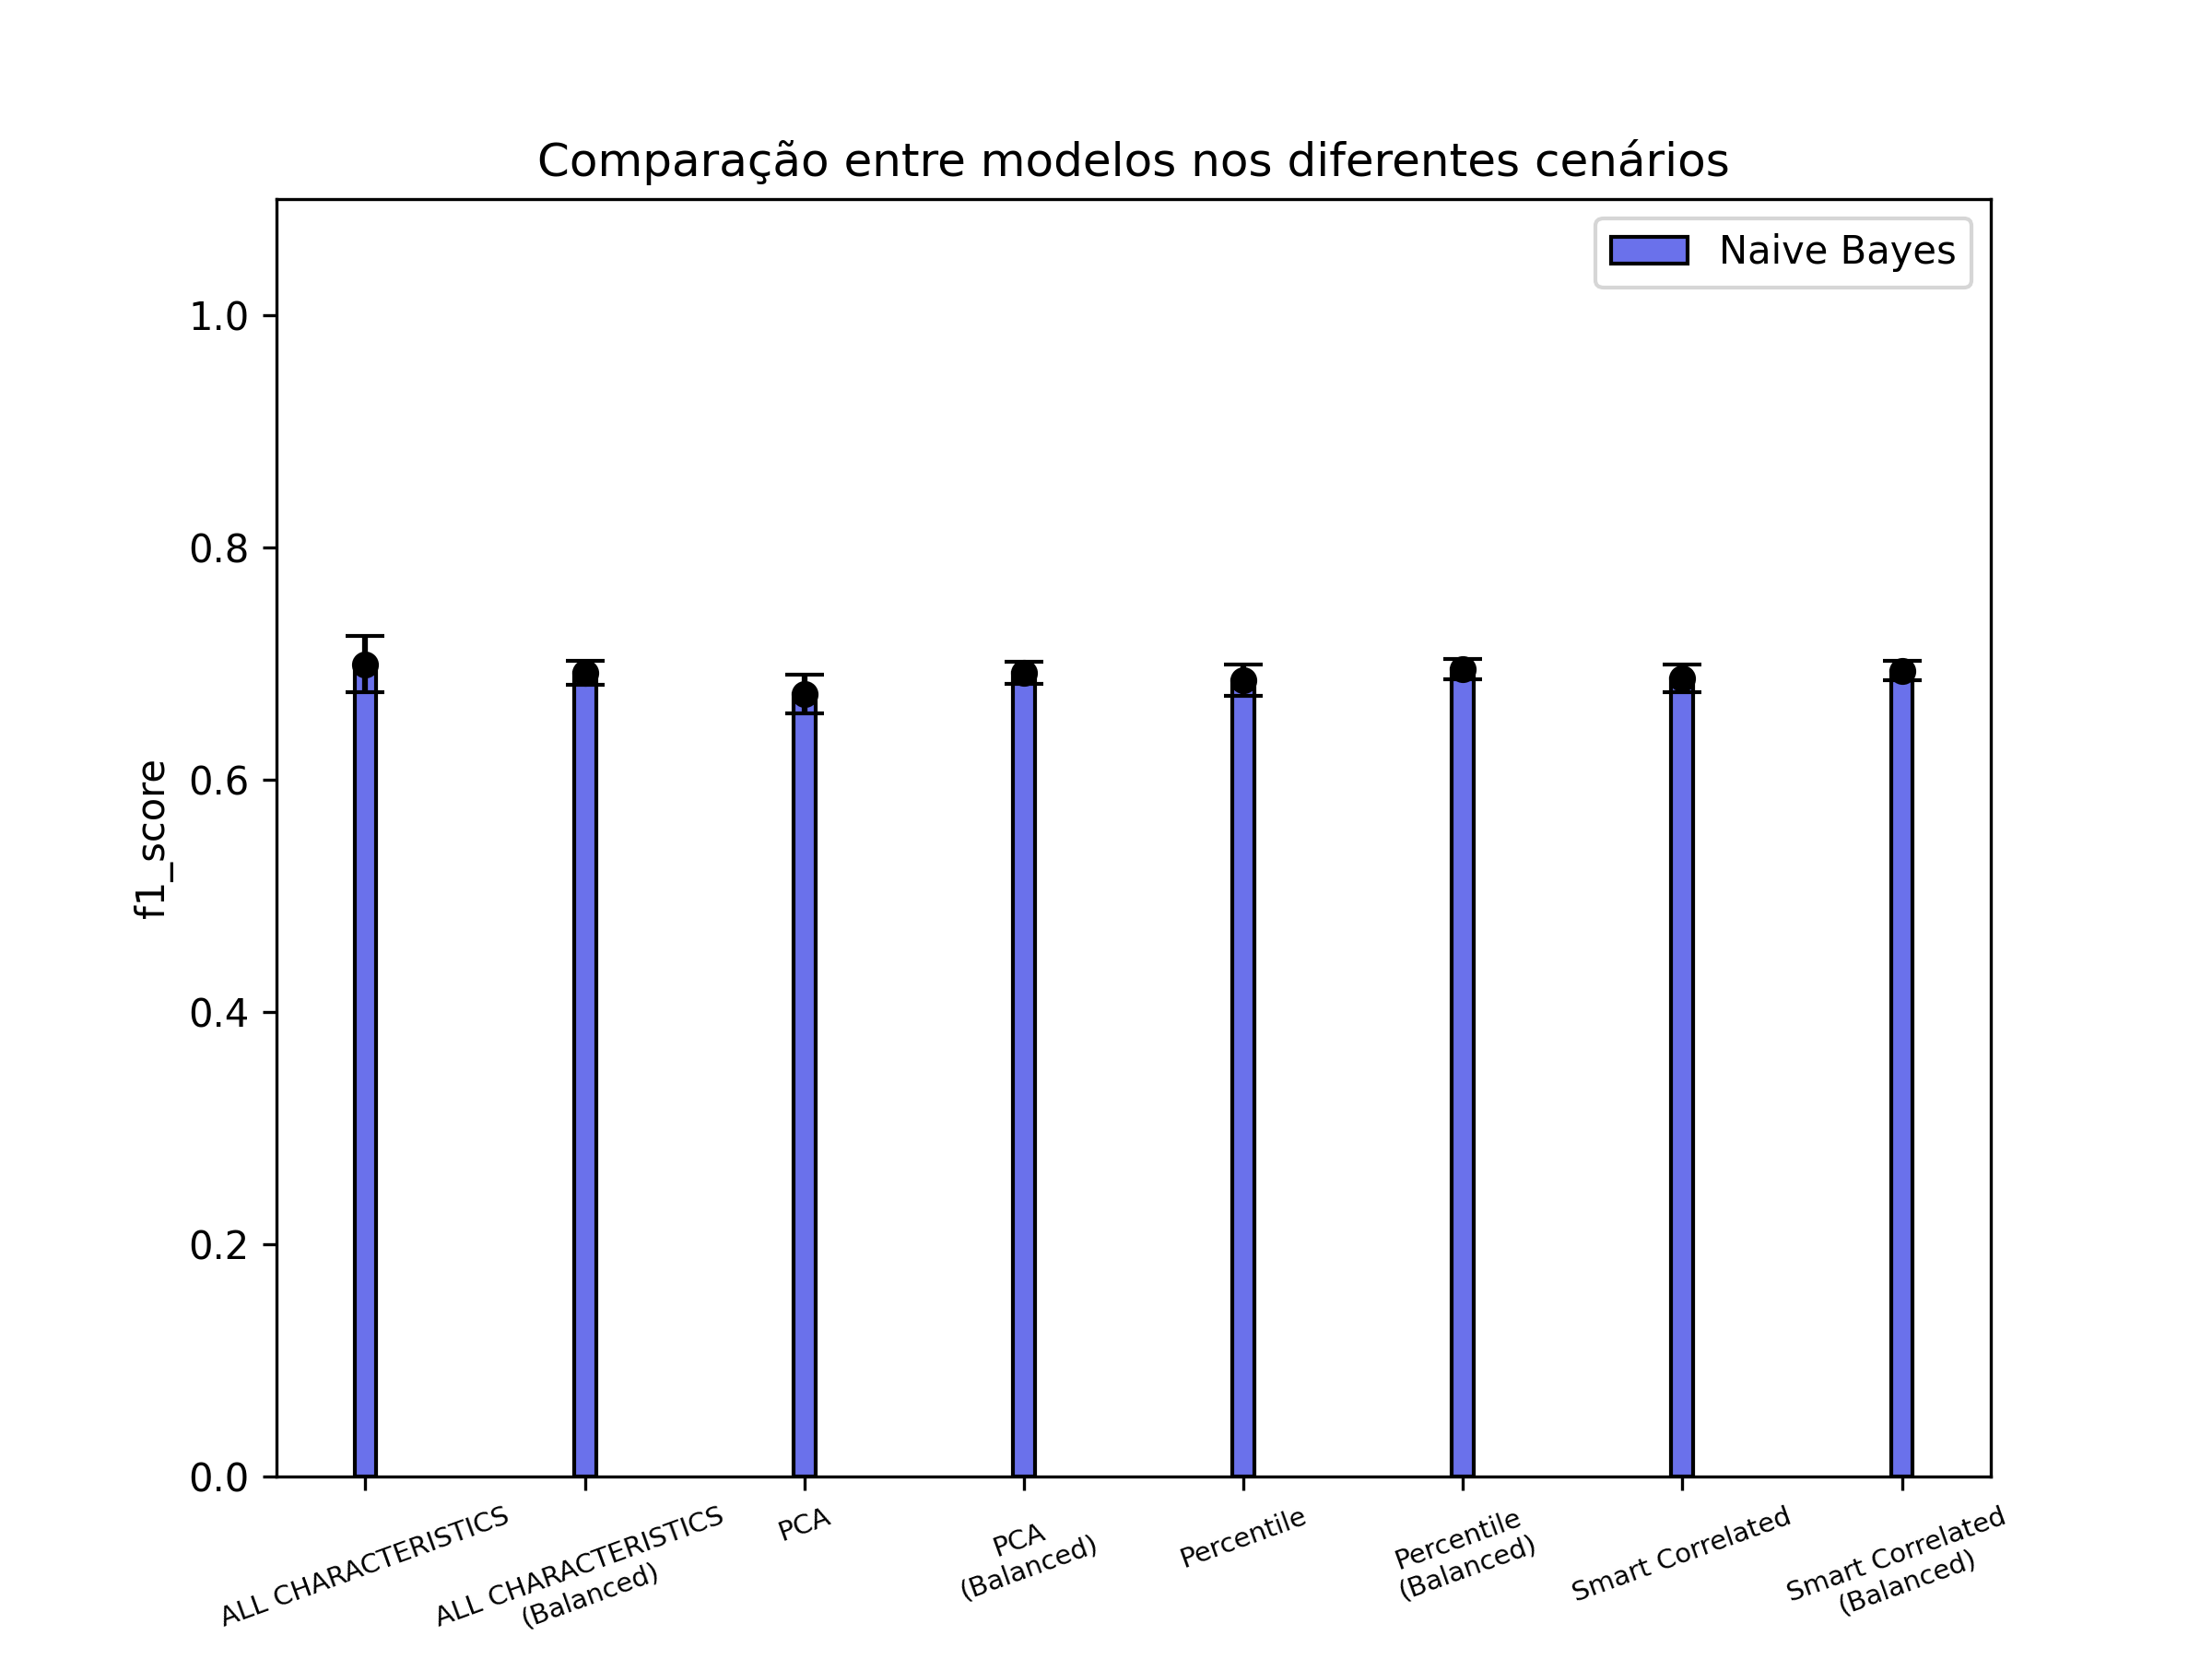 Comparação entre modelos nos diferentes cenários
Naive Bayes
1.0
0.8
0.6
0.4
0.2
0.0
f1_score
ALL CHARACTERISTICS
ALL CHARACTERISTICS
(Balanced)
PCA
PCA
(Balanced)
Percentile
Percentile
(Balanced)
Smart Correlated
Smart Correlated
(Balanced)